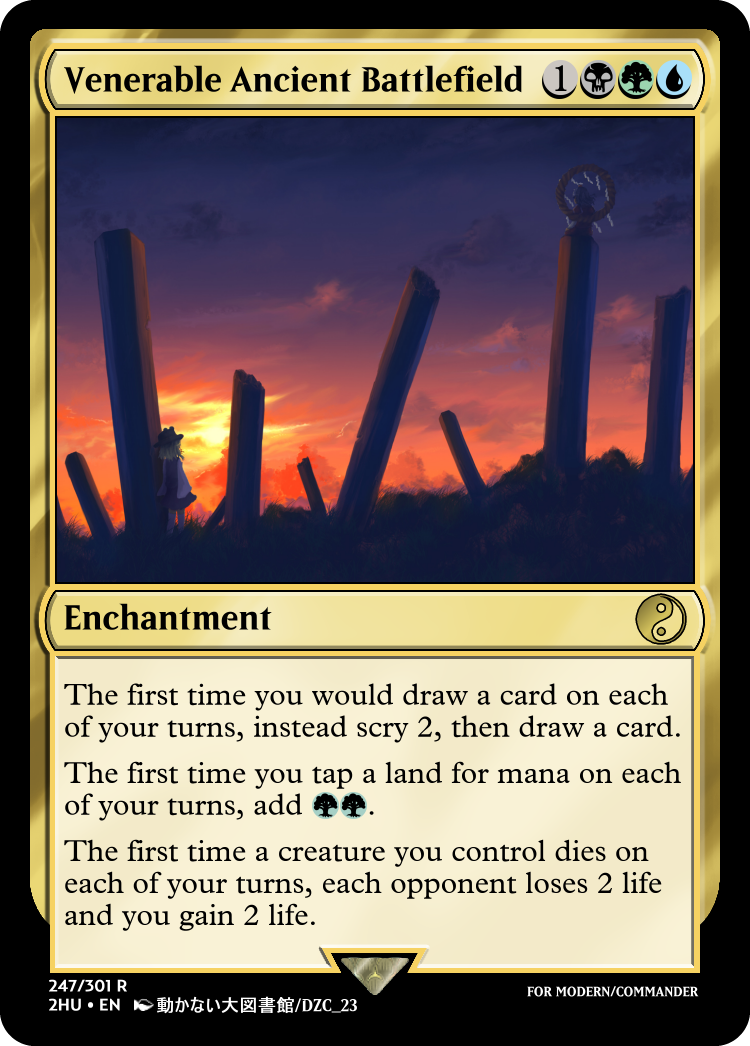 Venerable Ancient Battlefield 1
Enchantment
The first time you would draw a card on each
of your turns, instead scry 2, then draw a card.
The first time you tap a land for mana on each
of your turns, add .
The first time a creature you control dies on
each of your turns, each opponent loses 2 life
and you gain 2 life.
247/301 R
2HU • EN 動かない大図書館/DZC_23
FOR MODERN/COMMANDER